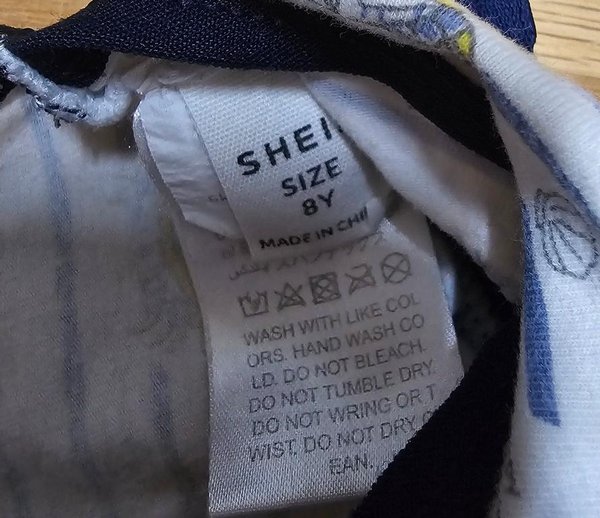 SHEI
SIZE
8Y
MADE IN CHI
WASH WITH LIKE COL
ORS. HAND WASH CO
LD. DO NOT BLEACH.
DO NOT TUMBLE DRY.
DO NOT WRING OR T
WIST. DO NOT DRY C
EAN.